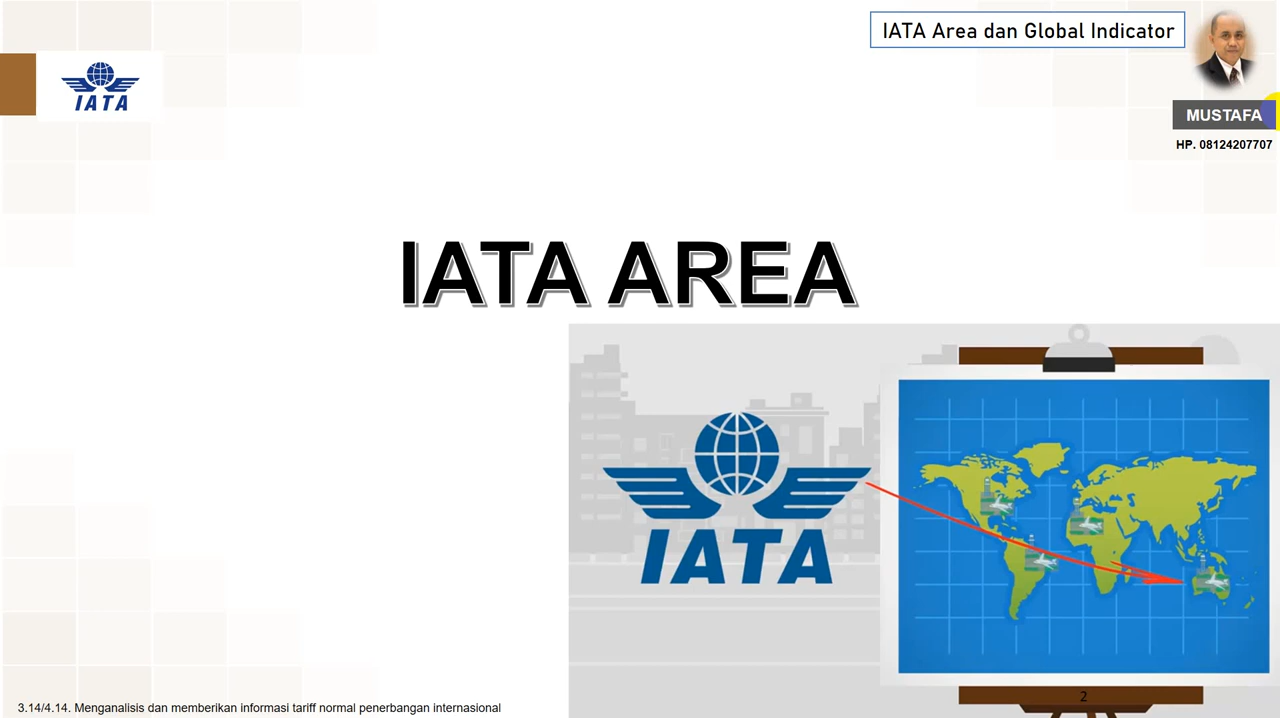 IATA Area dan Global Indicator
IATA
MUSTAFA
HP. 08124207707
IATA AREA
IATA
2
3.14/4.14. Menganalisis dan memberikan informasi tariff normal penerbangan internasional